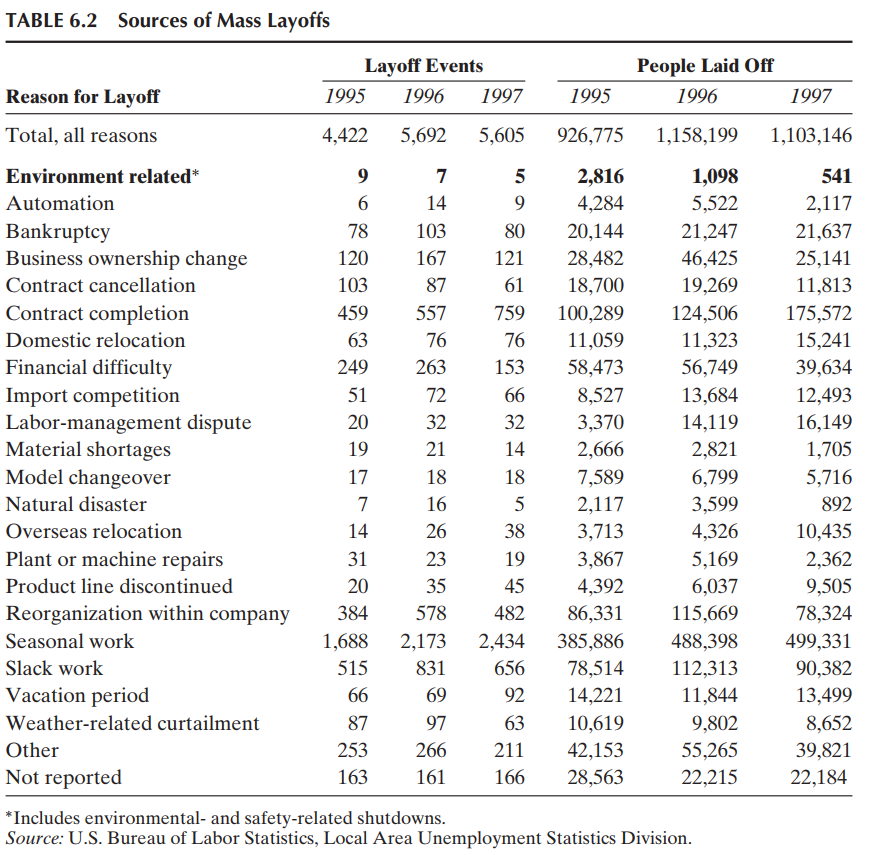 TABLE 6.2 Sources of Mass Layoffs
Layoff Events People Laid Off
Reason for Layoff 1995 1996 1997 1995 1996 1997
Total, all reasons 4,422 5,692 5,605 926,775 1,158,199 1,103,146
Environment related* 9 7 5 2,816 1,098 541
Automation 6 14 9 4,284 5,522 2,117
Bankruptcy 78 103 80 20,144 21,247 21,637
Business ownership change 120 167 121 28,482 46,425 25,141
Contract cancellation 103 87 61 18,700 19,269 11,813
Contract completion 459 557 759 100,289 124,506 175,572
Domestic relocation 63 76 76 11,059 11,323 15,241
Financial difficulty 249 263 153 58,473 56,749 39,634
Import competition 51 72 66 8,527 13,684 12,493
Labor-management dispute 20 32 32 3,370 14,119 16,149
Material shortages 19 21 14 2,666 2,821 1,705
Model changeover 17 18 18 7,589 6,799 5,716
Natural disaster 7 16 5 2,117 3,599 892
Overseas relocation 14 26 38 3,713 4,326 10,435
Plant or machine repairs 31 23 19 3,867 5,169 2,362
Product line discontinued 20 35 45 4,392 6,037 9,505
Reorganization within company 384 578 482 86,331 115,669 78,324
Seasonal work 1,688 2,173 2,434 385,886 488,398 499,331
Slack work 515 831 656 78,514 112,313 90,382
Vacation period 66 69 92 14,221 11,844 13,499
Weather-related curtailment 87 97 63 10,619 9,802 8,652
Other 253 266 211 42,153 55,265 39,821
Not reported 163 161 166 28,563 22,215 22,184
*Includes environmental- and safety-related shutdowns.
Source: U.S. Bureau of Labor Statistics, Local Area Unemployment Statistics Division.